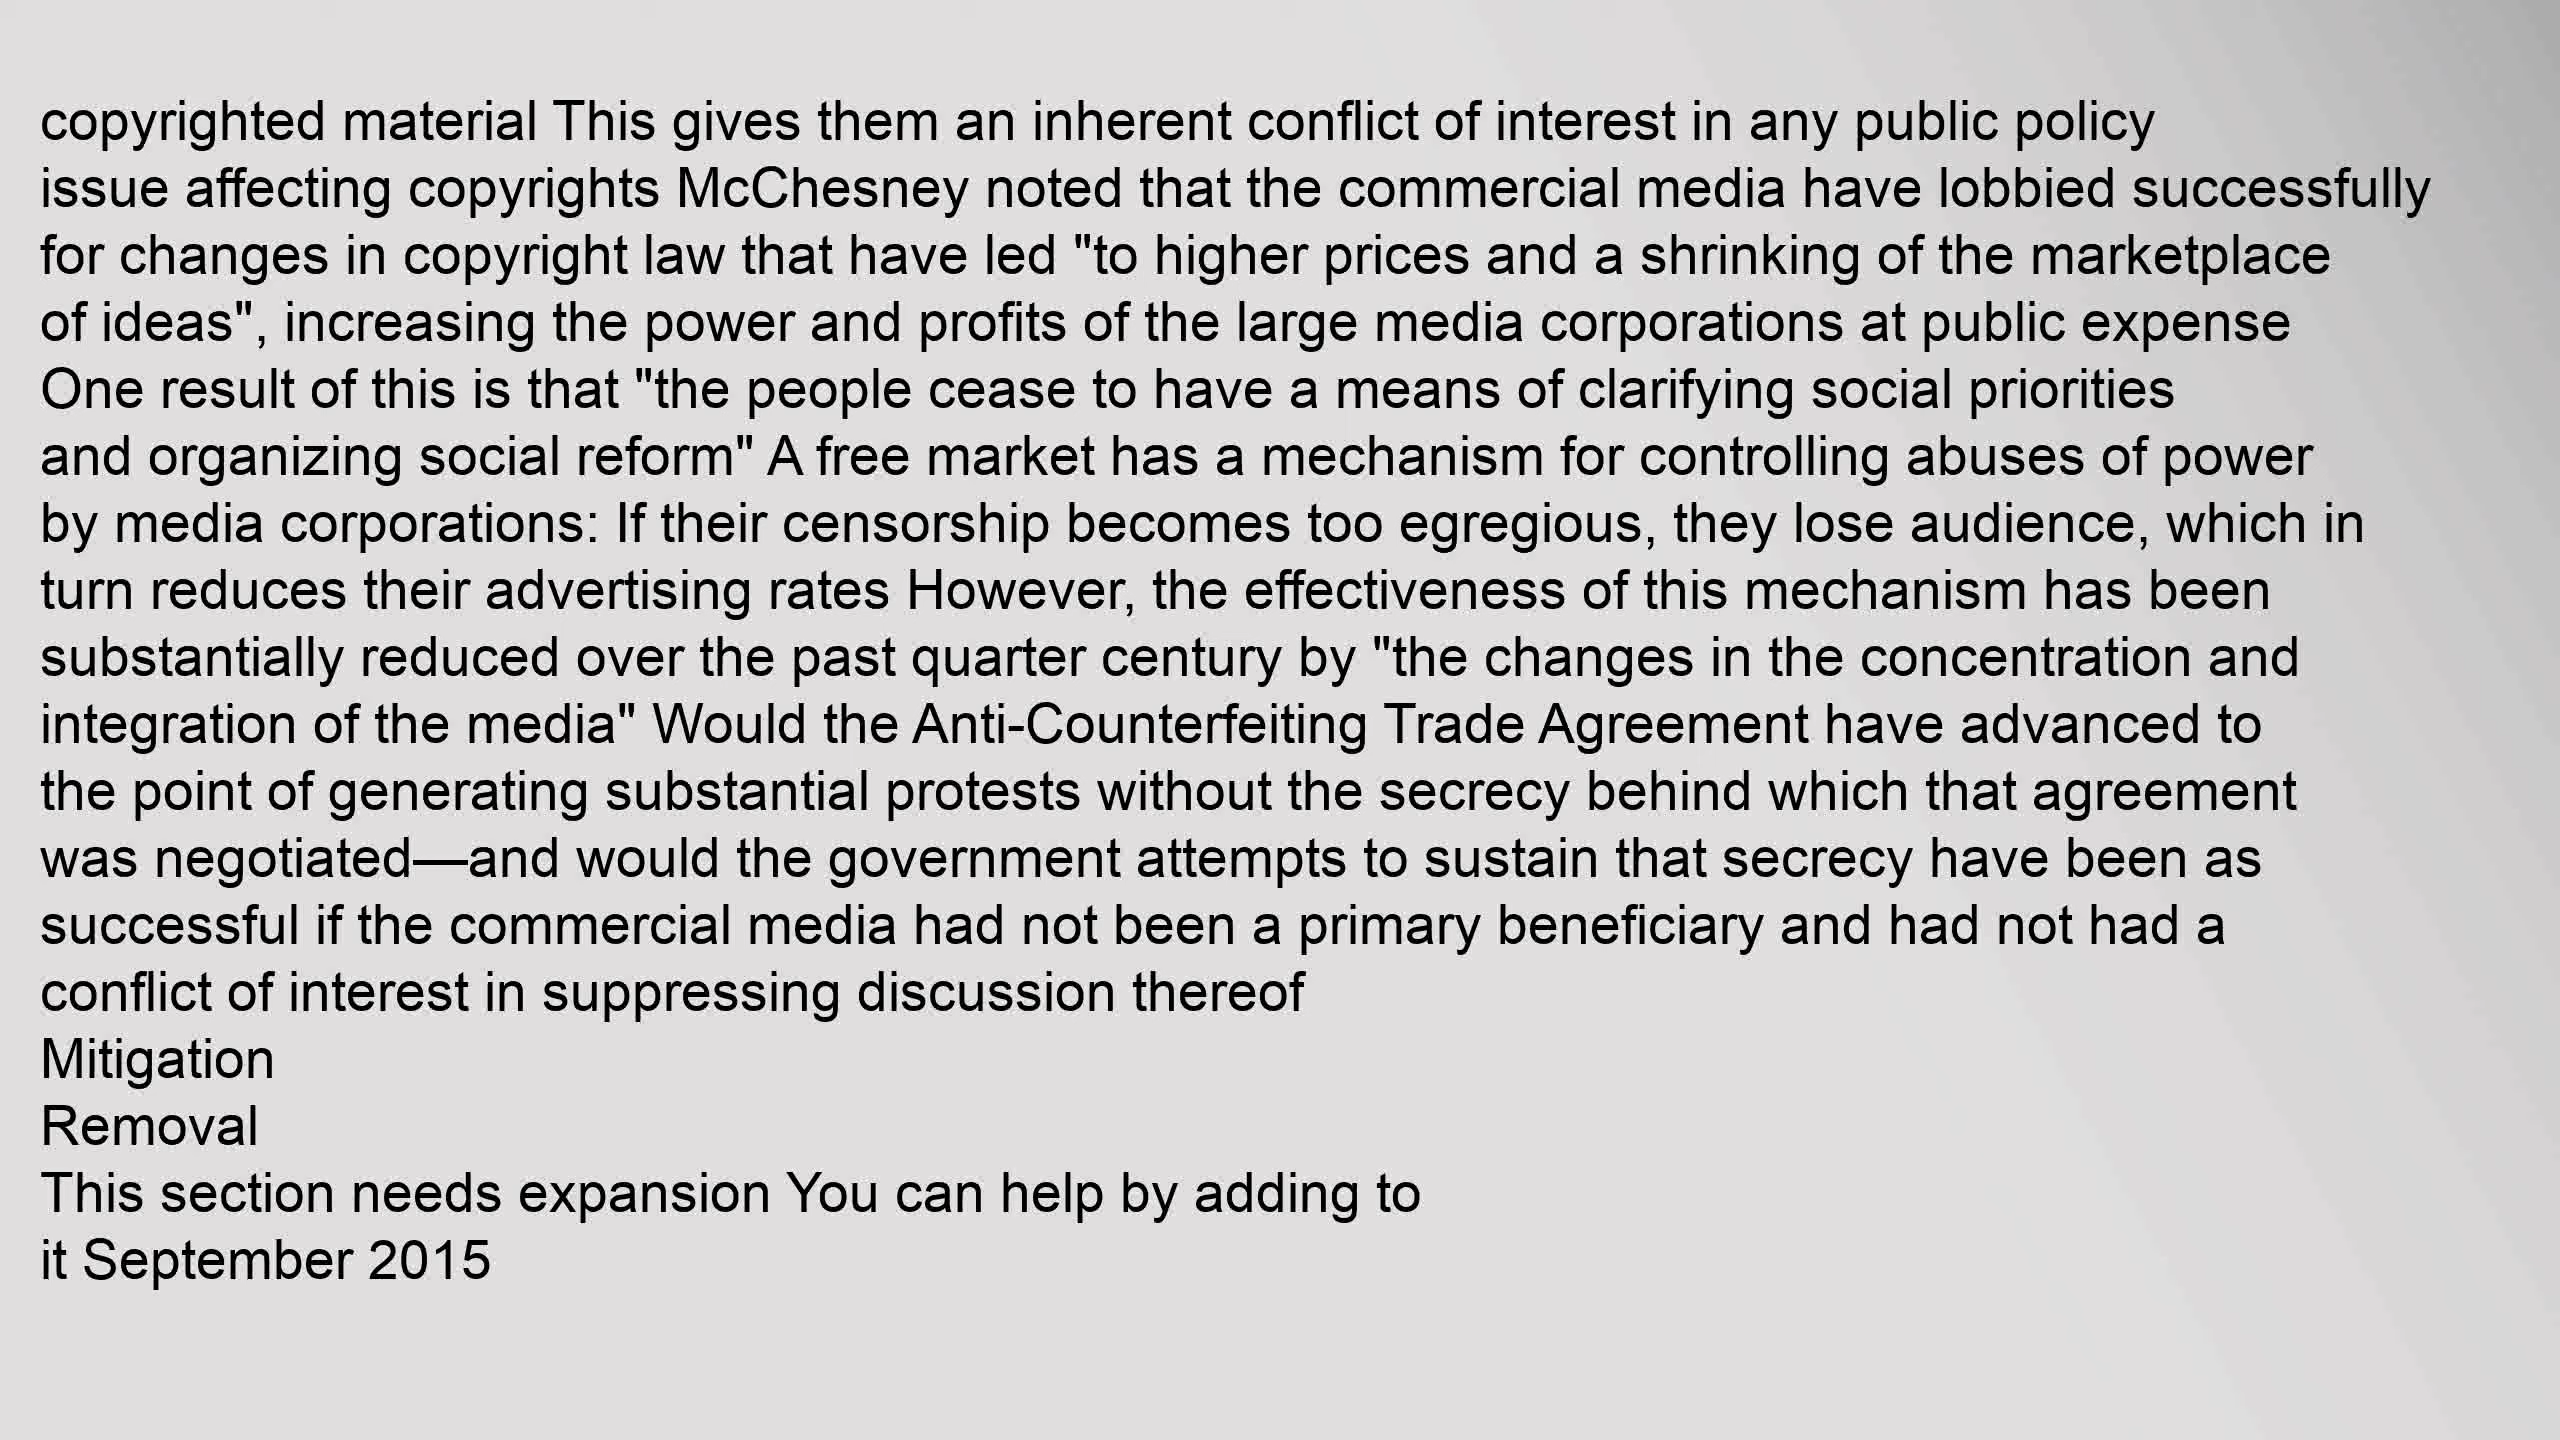 copyrighted material This gives them an inherent conflict of interest in any public policy
issue affecting copyrights McChesney noted that the commercial media have lobbied successfully
for changes in copyright law that have led "to higher prices and a shrinking of the marketplace
of ideas", increasing the power and profits of the large media corporations at public expense
One result of this is that "the people cease to have a means of clarifying social priorities
and organizing social reform" A free market has a mechanism for controlling abuses of power
by media corporations: If their censorship becomes too egregious, they lose audience, which in
turn reduces their advertising rates However, the effectiveness of this mechanism has been
substantially reduced over the past quarter century by "the changes in the concentration and
integration of the media" Would the Anti-Counterfeiting Trade Agreement have advanced to
the point of generating substantial protests without the secrecy behind which that agreement
was negotiated—and would the government attempts to sustain that secrecy have been as
successful if the commercial media had not been a primary beneficiary and had not had a
conflict of interest in suppressing discussion thereof
Mitigation
Removal
This section needs expansion You can help by adding to
it September 2015